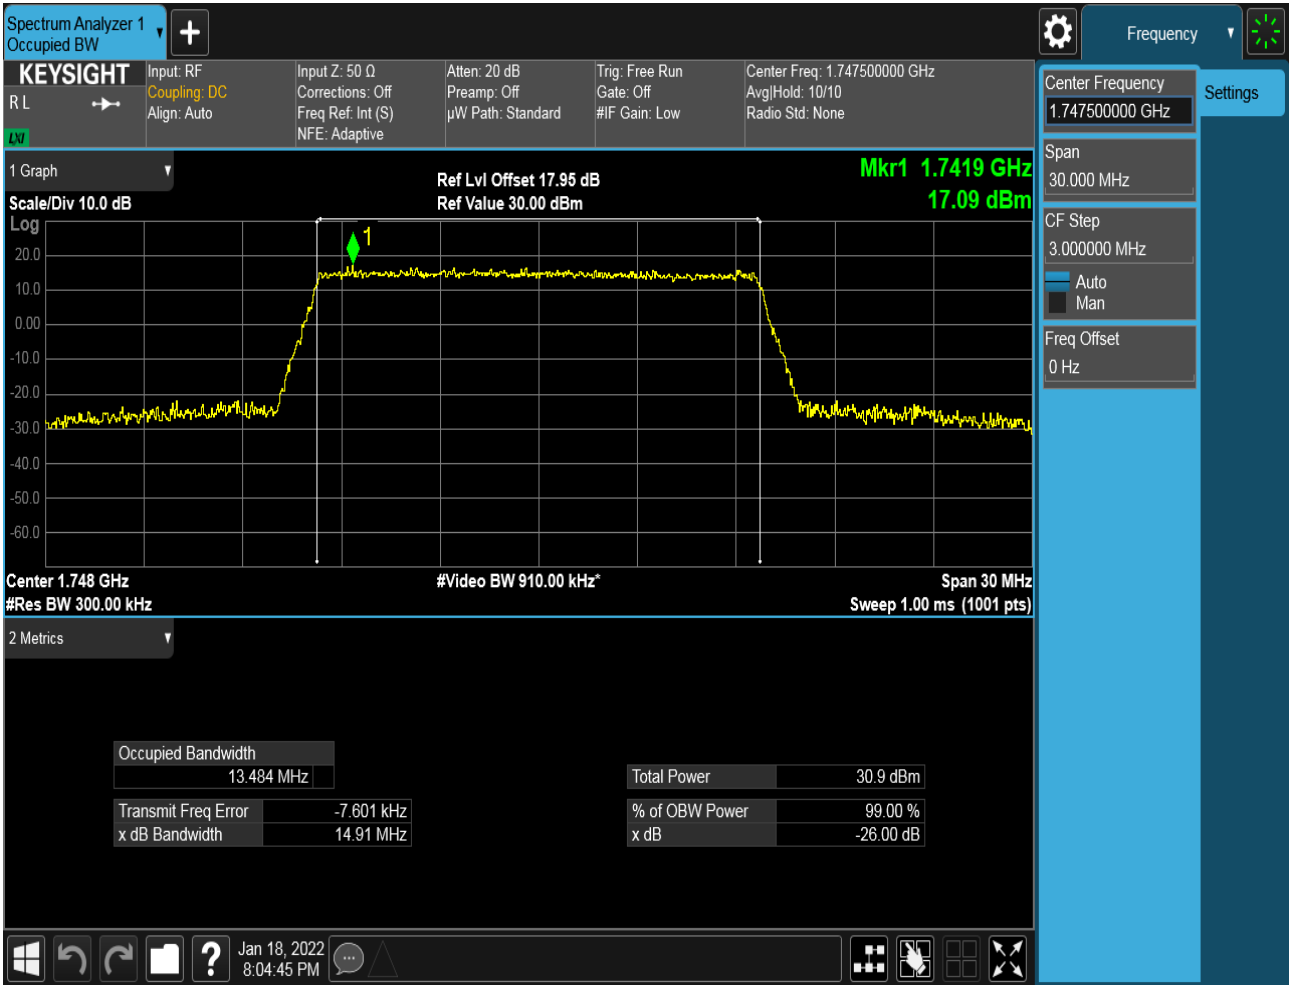 Spectrum Analyzer 1
Occupied BW
Frequency
KEYSIGHT
R L
LXI
Input: RF
Coupling: DC
Align: Auto
Input Z: 50 Ω
Corrections: Off
Freq Ref: Int (S)
NFE: Adaptive
Atten: 20 dB
Preamp: Off
µW Path: Standard
Trig: Free Run
Gate: Off
#IF Gain: Low
Center Freq: 1.747500000 GHz
Avg|Hold: 10/10
Radio Std: None
Center Frequency
1.747500000 GHz
Settings
Span
30.000 MHz
CF Step
3.000000 MHz
Auto
Man
Freq Offset
0 Hz
1 Graph
Scale/Div 10.0 dB
Ref Lvl Offset 17.95 dB
Ref Value 30.00 dBm
Mkr1 1.7419 GHz
17.09 dBm
Log
1
20.0
10.0
0.00
-10.0
-20.0
-30.0
-40.0
-50.0
-60.0
Center 1.748 GHz
#Video BW 910.00 kHz*
Span 30 MHz
#Res BW 300.00 kHz
Sweep 1.00 ms (1001 pts)
2 Metrics
Occupied Bandwidth
13.484 MHz
Total Power 30.9 dBm
Transmit Freq Error -7.601 kHz
% of OBW Power 99.00 %
x dB Bandwidth 14.91 MHz
x dB -26.00 dB
?
Jan 18, 2022
8:04:45 PM